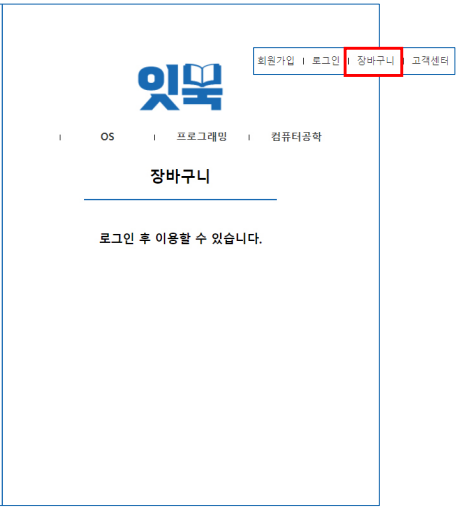 회원가입 ı 로그인 ı 장바구니 ı 고객센터
잇북
ı OS ı 프로그래밍 ı 컴퓨터공학
장바구니
로그인 후 이용할 수 있습니다.